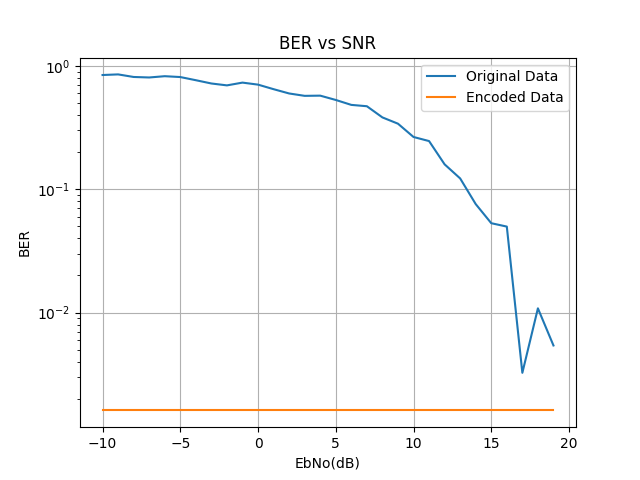 BER vs SNR
Original Data
Encoded Data
10⁰
10⁻¹
10⁻²
BER
−10
−5
0
5
10
15
20
EbNo(dB)